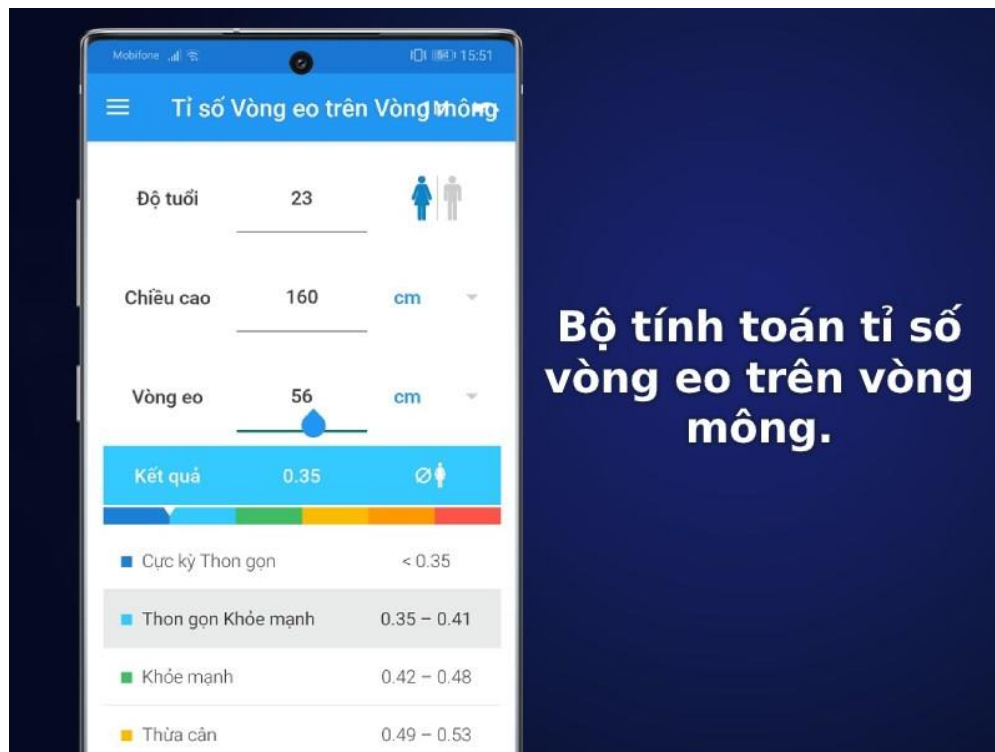 Mobifone
54 15:51
Tỉ số Vòng eo trên Vòng mông
Độ tuổi 23
Chiều cao 160 cm
Vòng eo 56 cm
Kết quả 0.35
Cực kỳ Thon gọn < 0.35
Thon gọn Khỏe mạnh 0.35 – 0.41
Khỏe mạnh 0.42 – 0.48
Thừa cân 0.49 – 0.53
Bộ tính toán tỉ số
vòng eo trên vòng
mông.